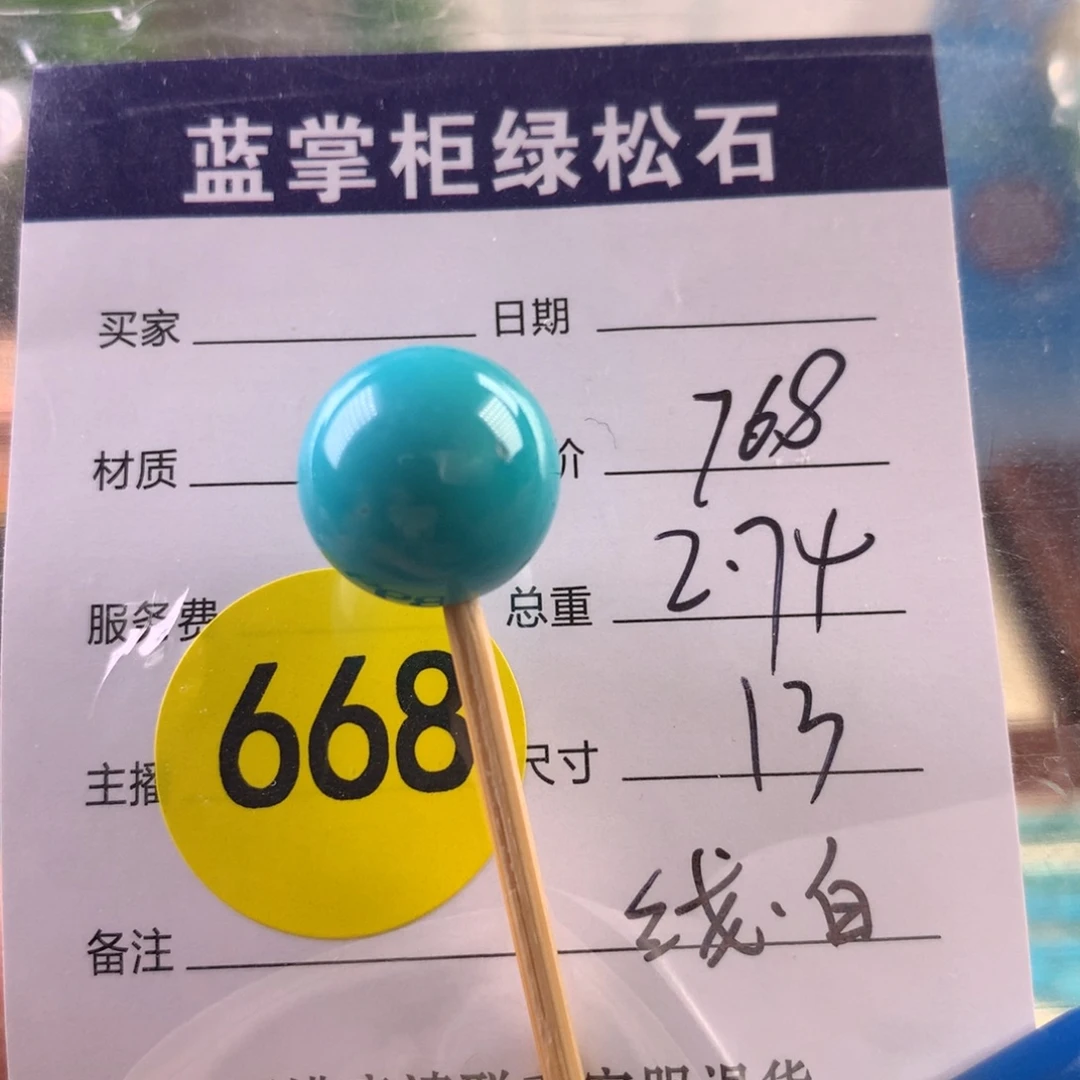 蓝掌柜绿松石
买家 日期
材质 价 768
服务费 总重 2.74
668
主播 尺寸 13
备注 线·白